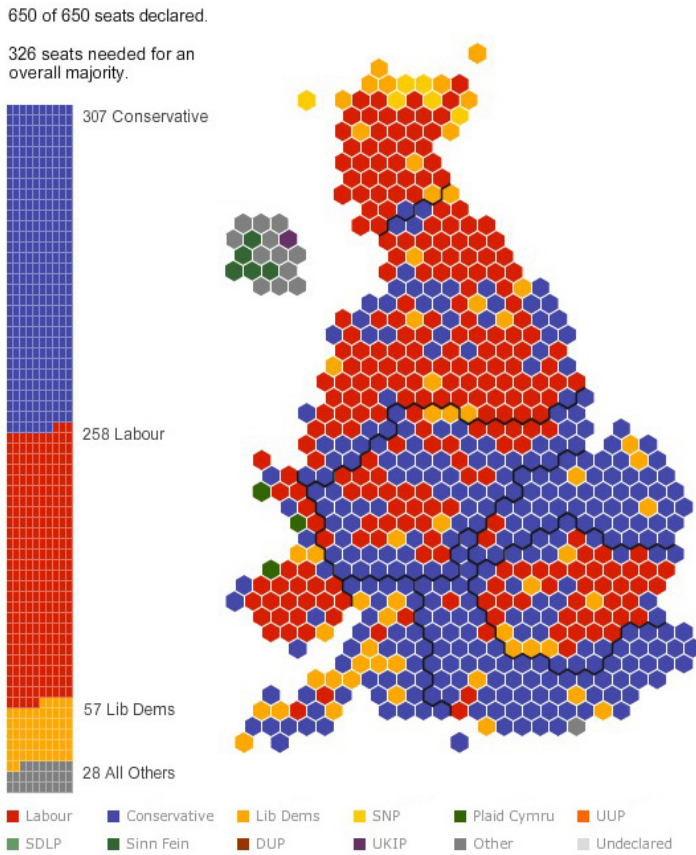 650 of 650 seats declared.
326 seats needed for an
overall majority.
307 Conservative
258 Labour
57 Lib Dems
28 All Others
Labour Conservative Lib Dems SNP Plaid Cymru UUP
SDLP Sinn Fein DUP UKIP Other Undeclared